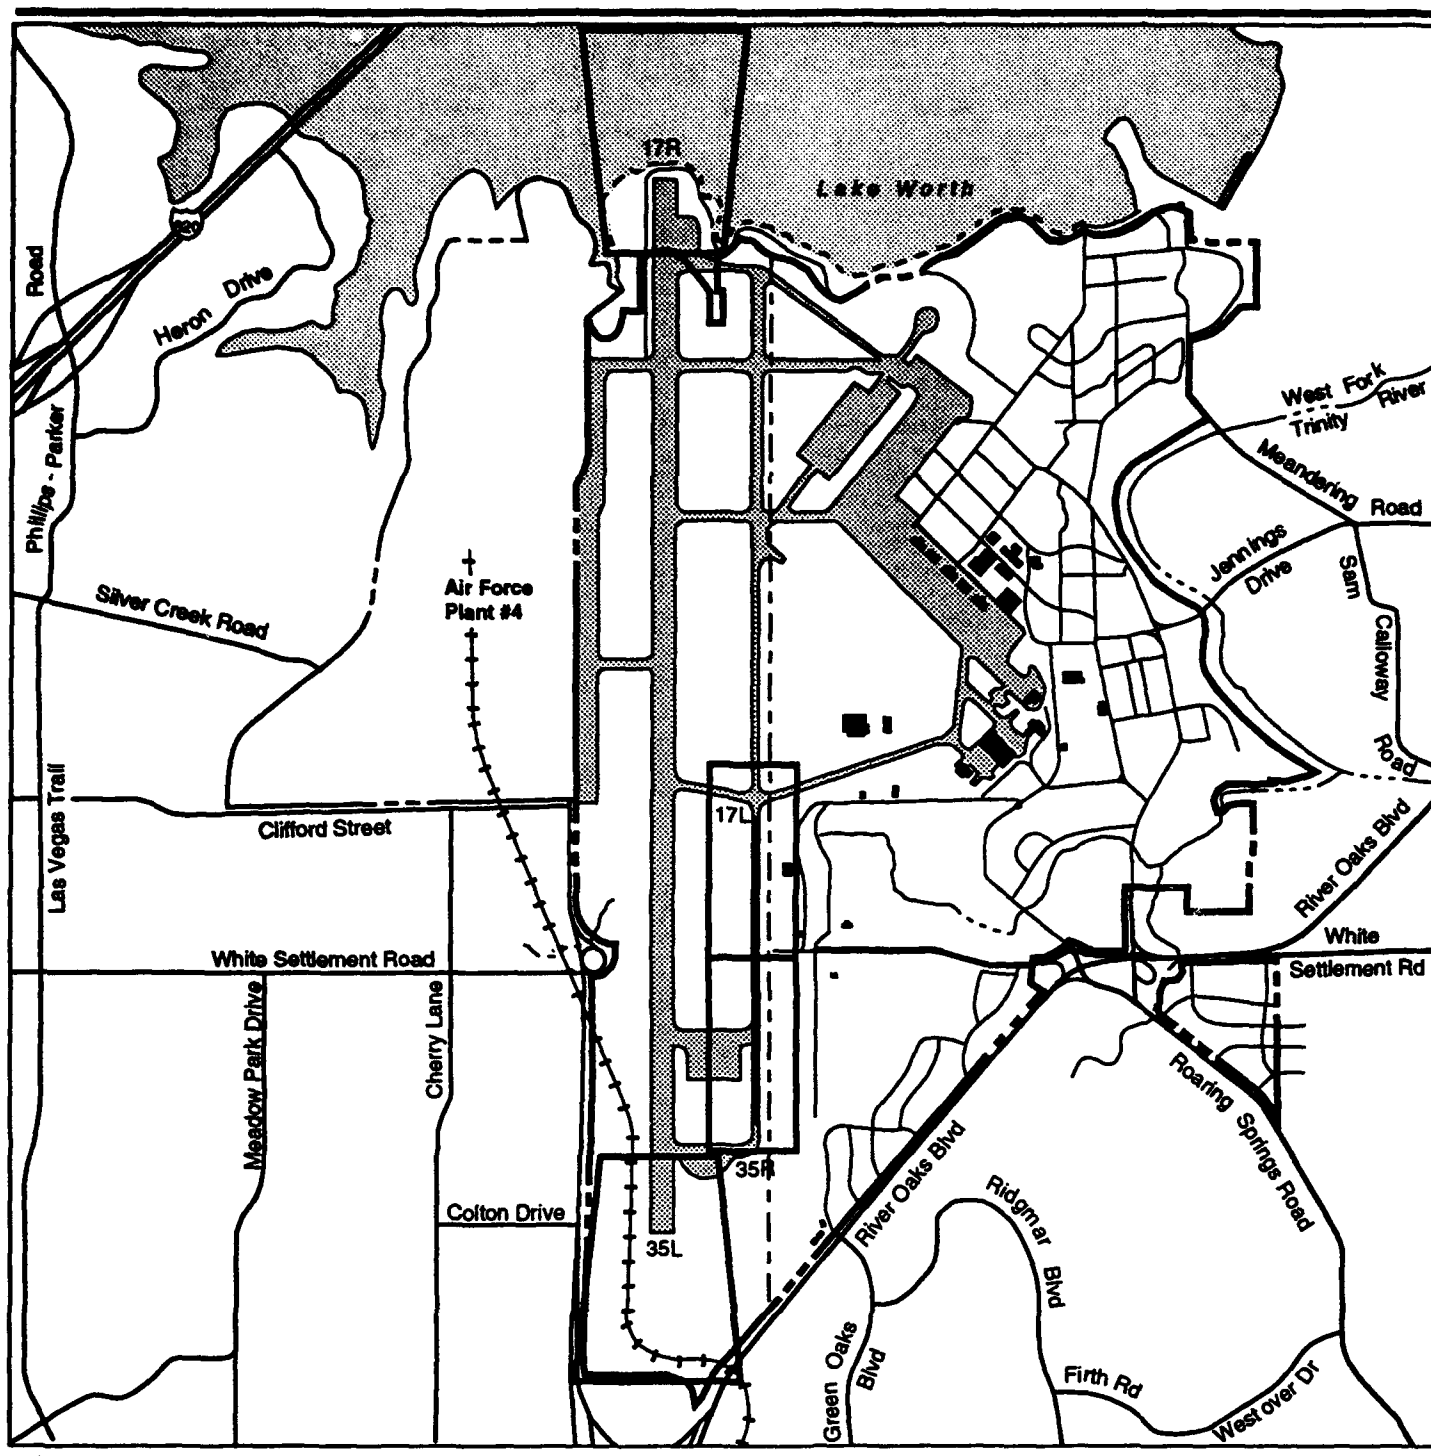 17R
Lake Worth
Road
Heron Drive
West Fork
Trinity River
Meandering Road
Phillips - Parker
Jennings
Drive
Sam
Calloway
Road
Air Force
Plant #4
Silver Creek Road
Las Vegas Trail
17L
Clifford Street
River Oaks Blvd
White
Settlement Rd
White Settlement Road
Meadow Park Drive
Cherry Lane
Roaring Springs Road
35R
River Oaks Blvd
Ridgmar Blvd
Colton Drive
35L
Green Oaks
Blvd
Firth Rd
Westover Dr